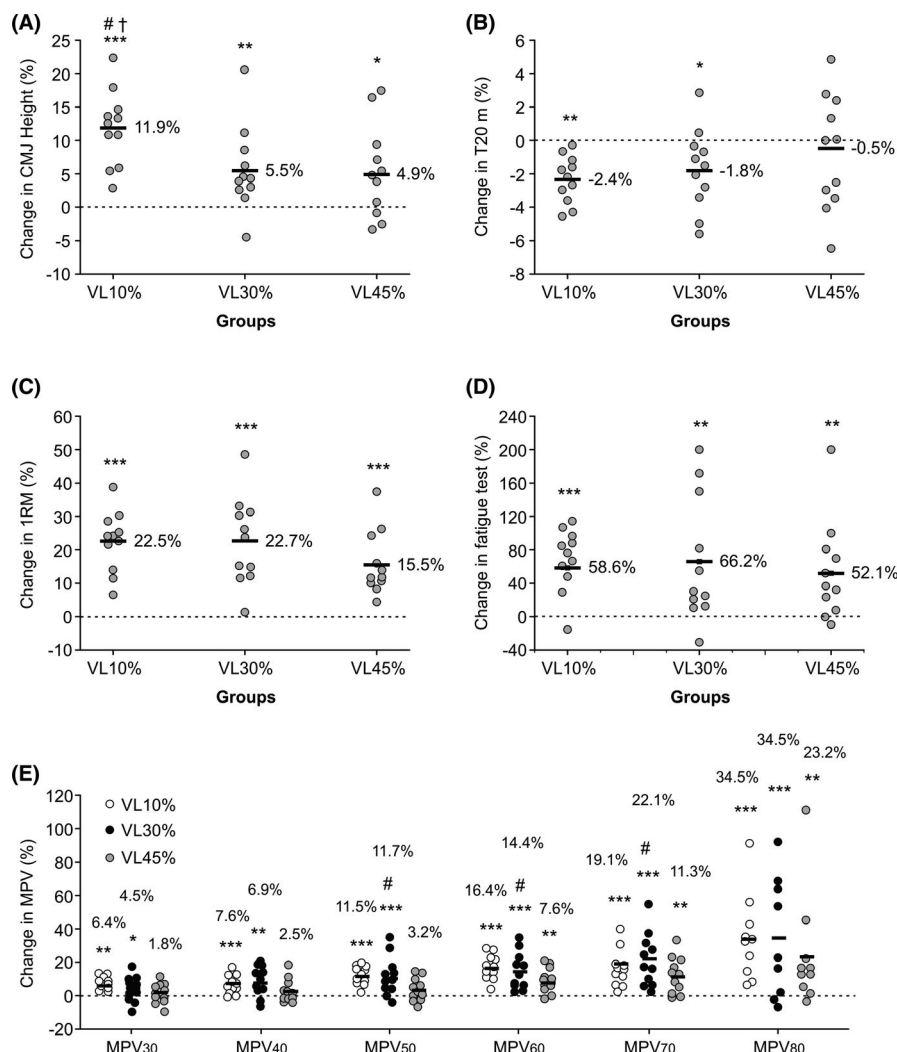 (A)
# †
***
**
*
25
20
15
10
5
0
-5
-10
Change in CMJ Height (%)
11.9%
5.5%
4.9%
VL10%
VL30%
VL45%
Groups
(B)
6
4
2
0
-2
-4
-6
-8
Change in T20 m (%)
**
*
-2.4%
-1.8%
-0.5%
VL10%
VL30%
VL45%
Groups
(C)
60
50
40
30
20
10
0
-10
Change in 1RM (%)
***
***
***
22.5%
22.7%
15.5%
VL10%
VL30%
VL45%
Groups
(D)
240
200
160
120
80
40
0
-40
Change in fatigue test (%)
***
**
**
58.6%
66.2%
52.1%
VL10%
VL30%
VL45%
Groups
(E)
120
100
80
60
40
20
0
-20
Change in MPV (%)
VL10%
VL30%
VL45%
6.4%
**
4.5%
*
1.8%
7.6%
***
6.9%
**
2.5%
11.5%
***
11.7%
#
***
3.2%
16.4%
***
14.4%
#
***
7.6%
**
19.1%
***
22.1%
#
***
11.3%
**
34.5%
***
34.5%
***
23.2%
**
MPV30
MPV40
MPV50
MPV60
MPV70
MPV80